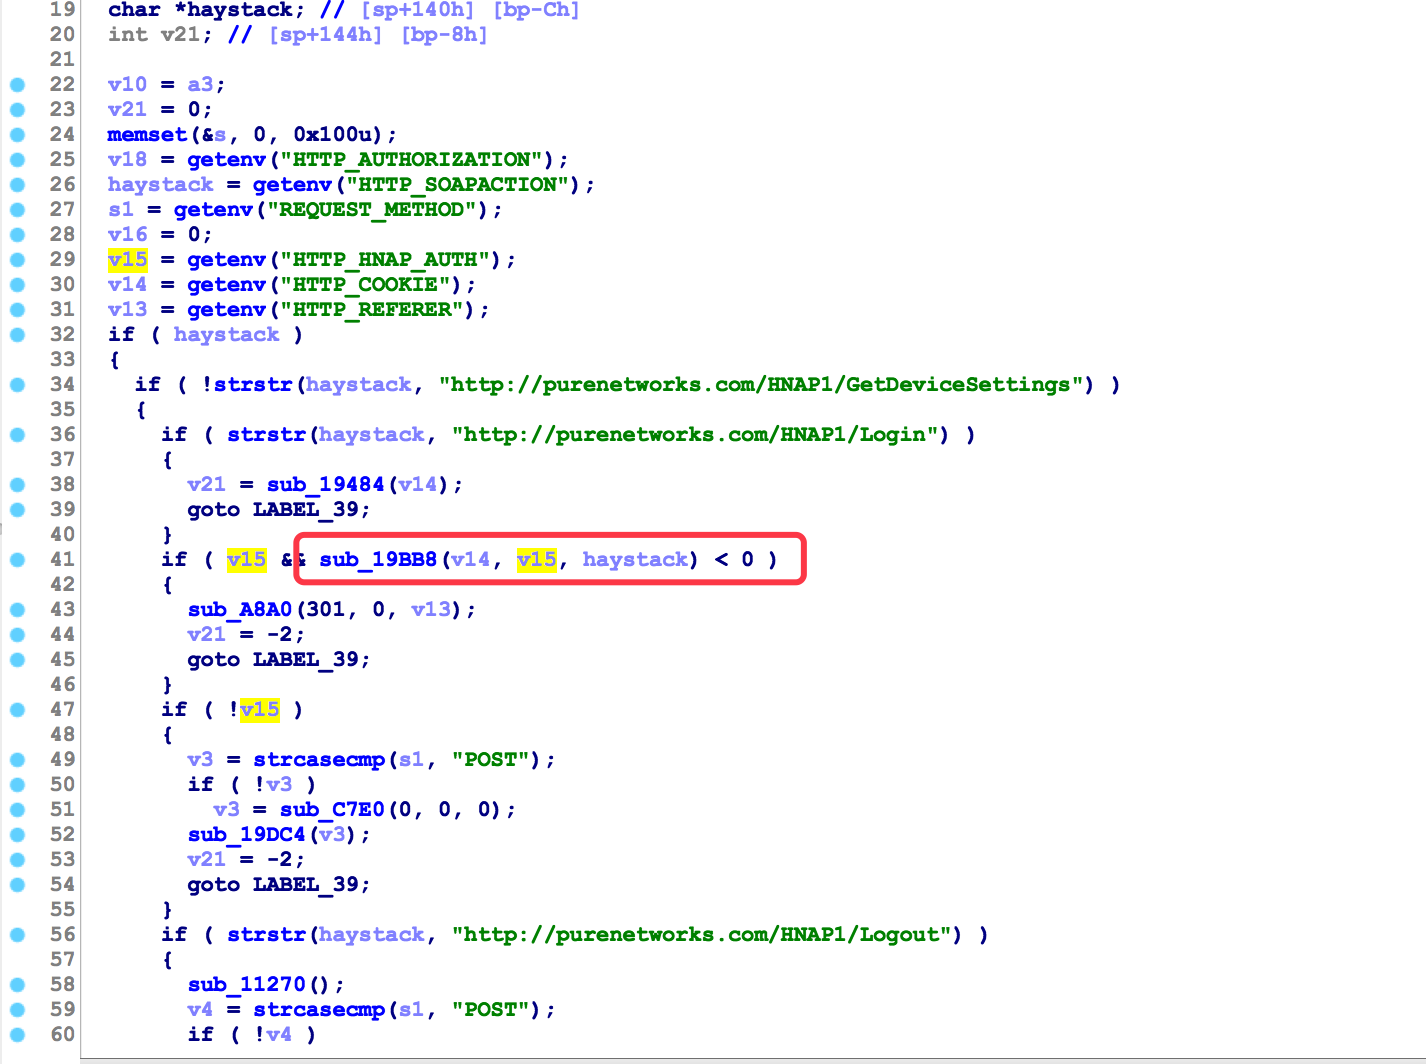 19 char *haystack; // [sp+140h] [bp-Ch]
20 int v21; // [sp+144h] [bp-8h]
21
22 v10 = a3;
23 v21 = 0;
24 memset(&s, 0, 0x100u);
25 v18 = getenv("HTTP_AUTHORIZATION");
26 haystack = getenv("HTTP_SOAPACTION");
27 s1 = getenv("REQUEST_METHOD");
28 v16 = 0;
29 v15 = getenv("HTTP_HNAP_AUTH");
30 v14 = getenv("HTTP_COOKIE");
31 v13 = getenv("HTTP_REFERER");
32 if ( haystack )
33 {
34 if ( !strstr(haystack, "http://purenetworks.com/HNAP1/GetDeviceSettings") )
35 {
36 if ( strstr(haystack, "http://purenetworks.com/HNAP1/Login") )
37 {
38 v21 = sub_19484(v14);
39 goto LABEL_39;
40 }
41 if ( v15 && sub_19BB8(v14, v15, haystack) < 0 )
42 {
43 sub_A8A0(301, 0, v13);
44 v21 = -2;
45 goto LABEL_39;
46 }
47 if ( !v15 )
48 {
49 v3 = strcasecmp(s1, "POST");
50 if ( !v3 )
51 v3 = sub_C7E0(0, 0, 0);
52 sub_19DC4(v3);
53 v21 = -2;
54 goto LABEL_39;
55 }
56 if ( strstr(haystack, "http://purenetworks.com/HNAP1/Logout") )
57 {
58 sub_11270();
59 v4 = strcasecmp(s1, "POST");
60 if ( !v4 )